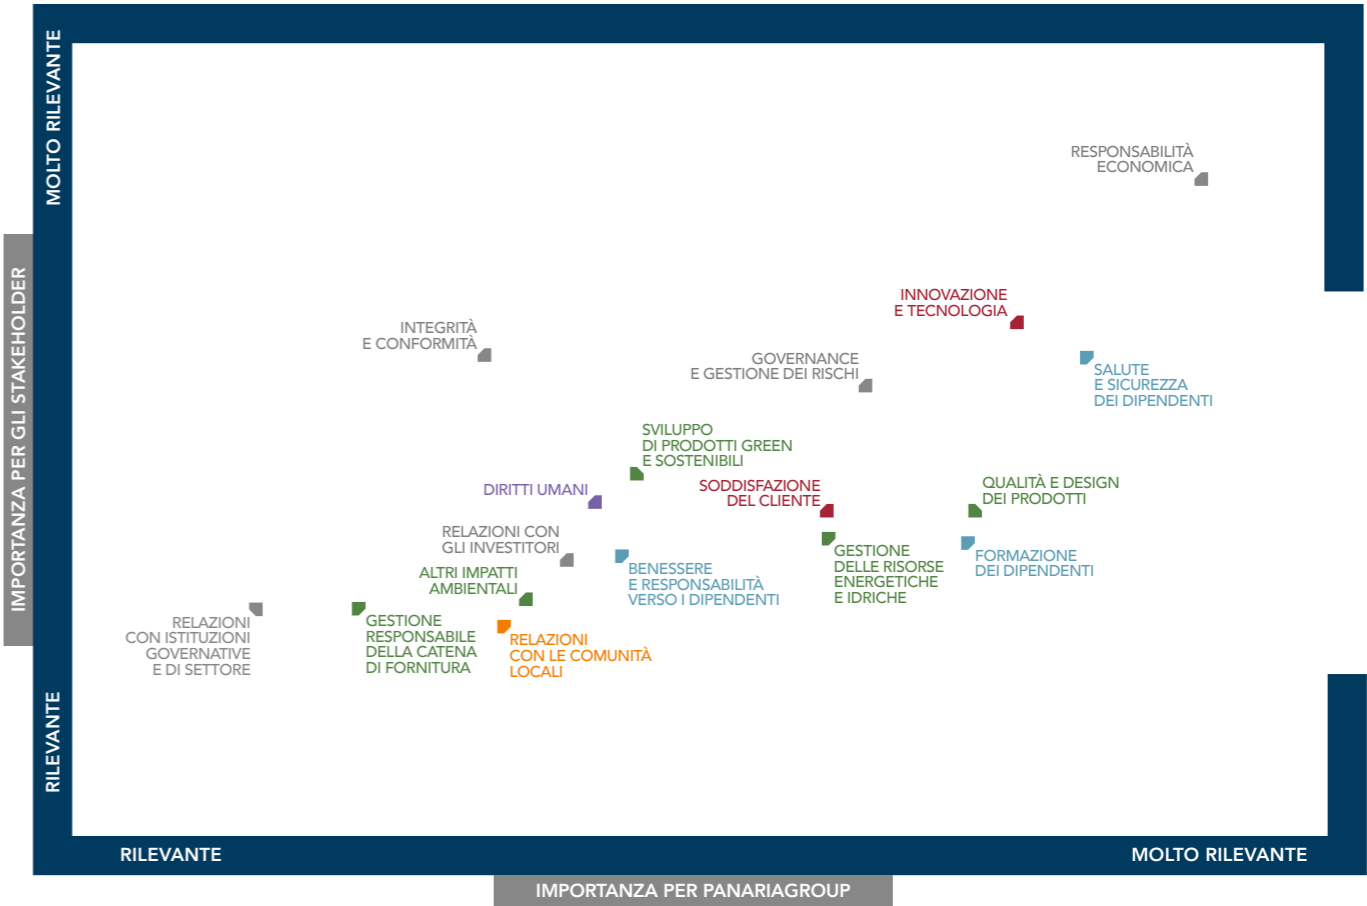 MOLTO RILEVANTE
IMPORTANZA PER GLI STAKEHOLDER
RILEVANTE
RESPONSABILITÀ
ECONOMICA
INNOVAZIONE
E TECNOLOGIA
INTEGRITÀ
E CONFORMITÀ
GOVERNANCE
E GESTIONE DEI RISCHI
SALUTE
E SICUREZZA
DEI DIPENDENTI
SVILUPPO
DI PRODOTTI GREEN
E SOSTENIBILI
DIRITTI UMANI
SODDISFAZIONE
DEL CLIENTE
QUALITÀ E DESIGN
DEI PRODOTTI
RELAZIONI CON
GLI INVESTITORI
GESTIONE
DELLE RISORSE
ENERGETICHE
E IDRICHE
FORMAZIONE
DEI DIPENDENTI
ALTRI IMPATTI
AMBIENTALI
BENESSERE
E RESPONSABILITÀ
VERSO I DIPENDENTI
RELAZIONI
CON ISTITUZIONI
GOVERNATIVE
E DI SETTORE
GESTIONE
RESPONSABILE
DELLA CATENA
DI FORNITURA
RELAZIONI
CON LE COMUNITÀ
LOCALI
RILEVANTE
MOLTO RILEVANTE
IMPORTANZA PER PANARIAGROUP